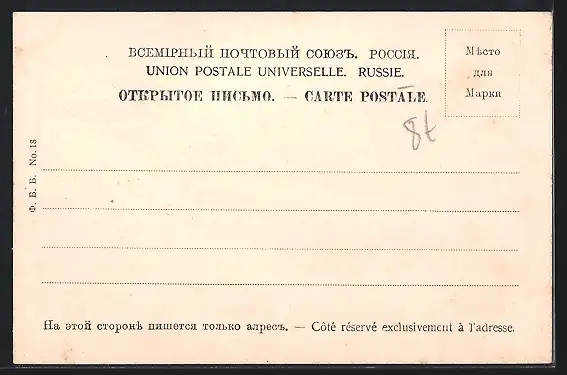 ВСЕМІРНЫЙ ПОЧТОВЫЙ СОЮЗЪ. РОССІЯ.
UNION POSTALE UNIVERSELLE. RUSSIE.
ОТКРЫТОЕ ПИСЬМО. — CARTE POSTALE.
Мѣсто
для
Марки
8t
Ф. Б. В. No. 18
На этой сторонѣ пишется только адресъ. — Côté réservé exclusivement à l'adresse.